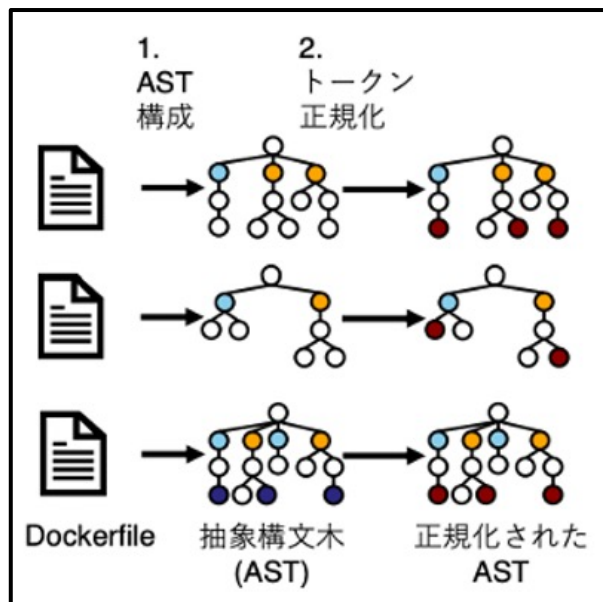 1.
AST
構成
2.
トークン
正規化
Dockerfile
抽象構文木
(AST)
正規化された
AST